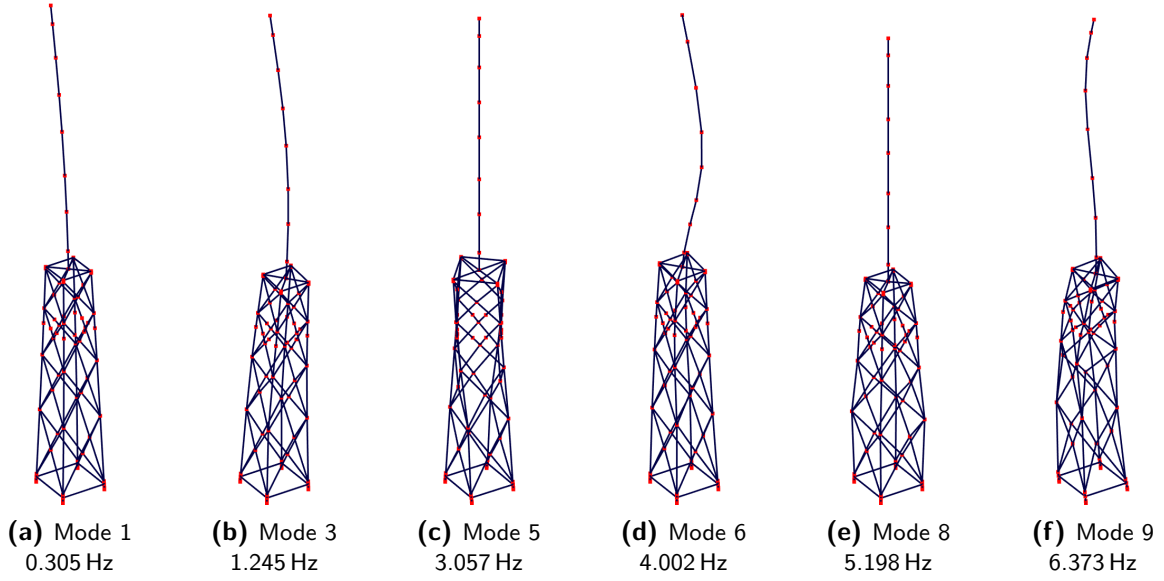 (a) Mode 1
0.305 Hz
(b) Mode 3
1.245 Hz
(c) Mode 5
3.057 Hz
(d) Mode 6
4.002 Hz
(e) Mode 8
5.198 Hz
(f) Mode 9
6.373 Hz